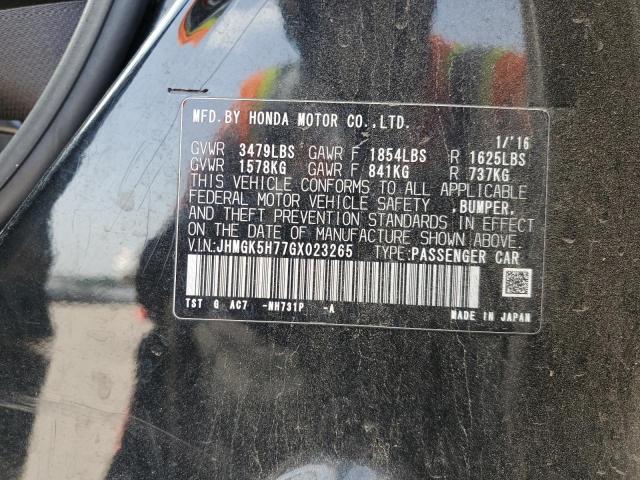 MFD. BY HONDA MOTOR CO., LTD.
1/'16
GVWR 3479LBS GAWR F 1854LBS R 1625LBS
GVWR 1578KG GAWR F 841KG R 737KG
THIS VEHICLE CONFORMS TO ALL APPLICABLE
FEDERAL MOTOR VEHICLE SAFETY ,BUMPER,
AND THEFT PREVENTION STANDARDS IN EFFECT
ON THE DATE OF MANUFACTURE SHOWN ABOVE.
V.I.N: JHMGK5H77GX023265 TYPE: PASSENGER CAR
TST G AC7 -NH731P -A
MADE IN JAPAN